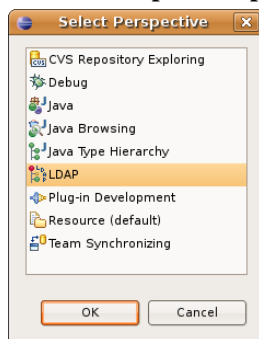 Select Perspective
CVS Repository Exploring
Debug
Java
Java Browsing
Java Type Hierarchy
LDAP
Plug-in Development
Resource (default)
Team Synchronizing
OK
Cancel